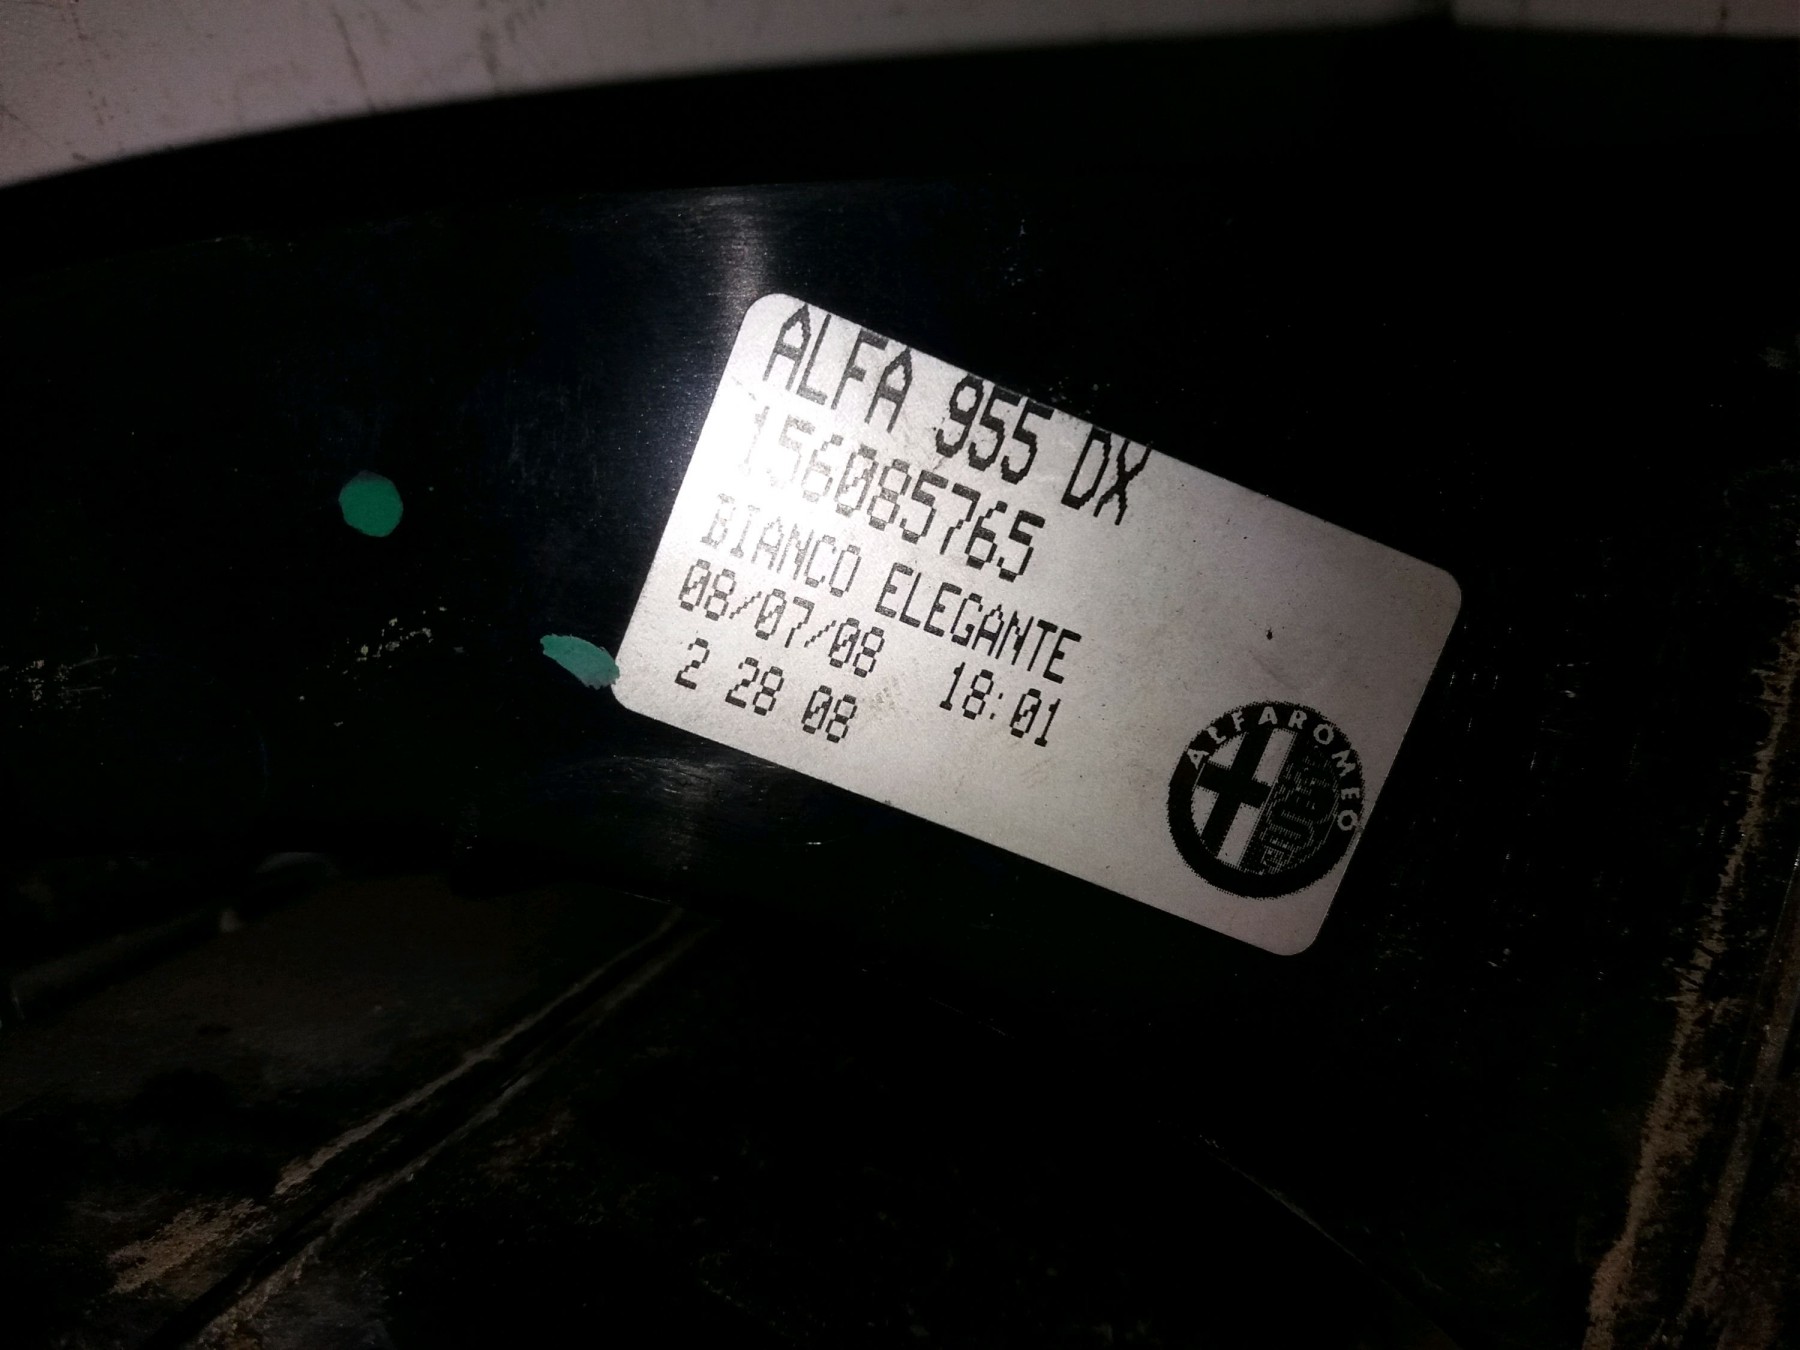 ALFA 955 DX
156085765
BIANCO ELEGANTE
08/07/08 18:01
2 28 08
ALFA ROMEO